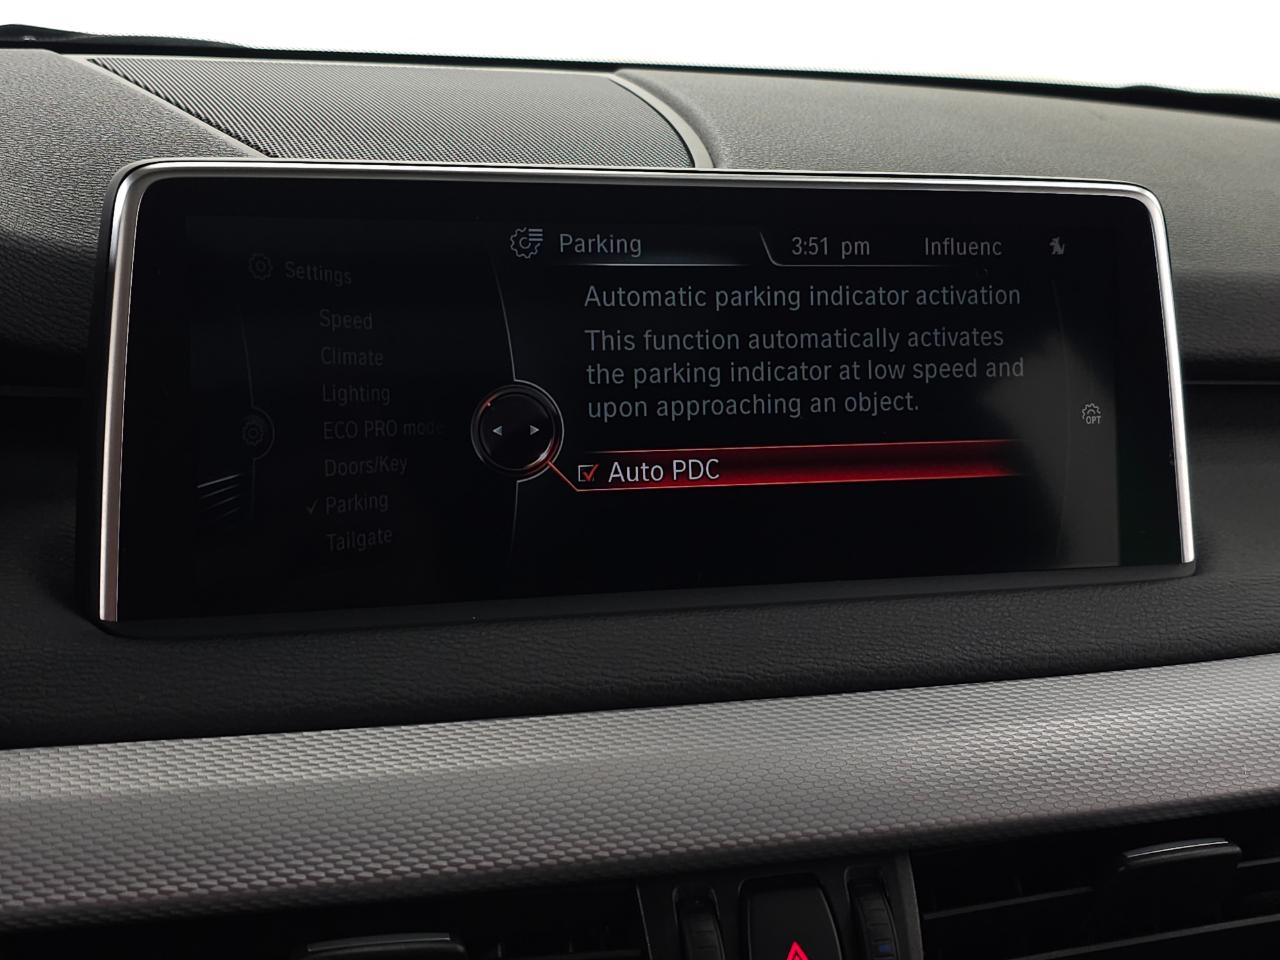 Settings
Speed
Climate
Lighting
ECO PRO mode
Doors/Key
Parking
Tailgate
Parking
3:51 pm
Influenc
Automatic parking indicator activation
This function automatically activates
the parking indicator at low speed and
upon approaching an object.
Auto PDC
OPT